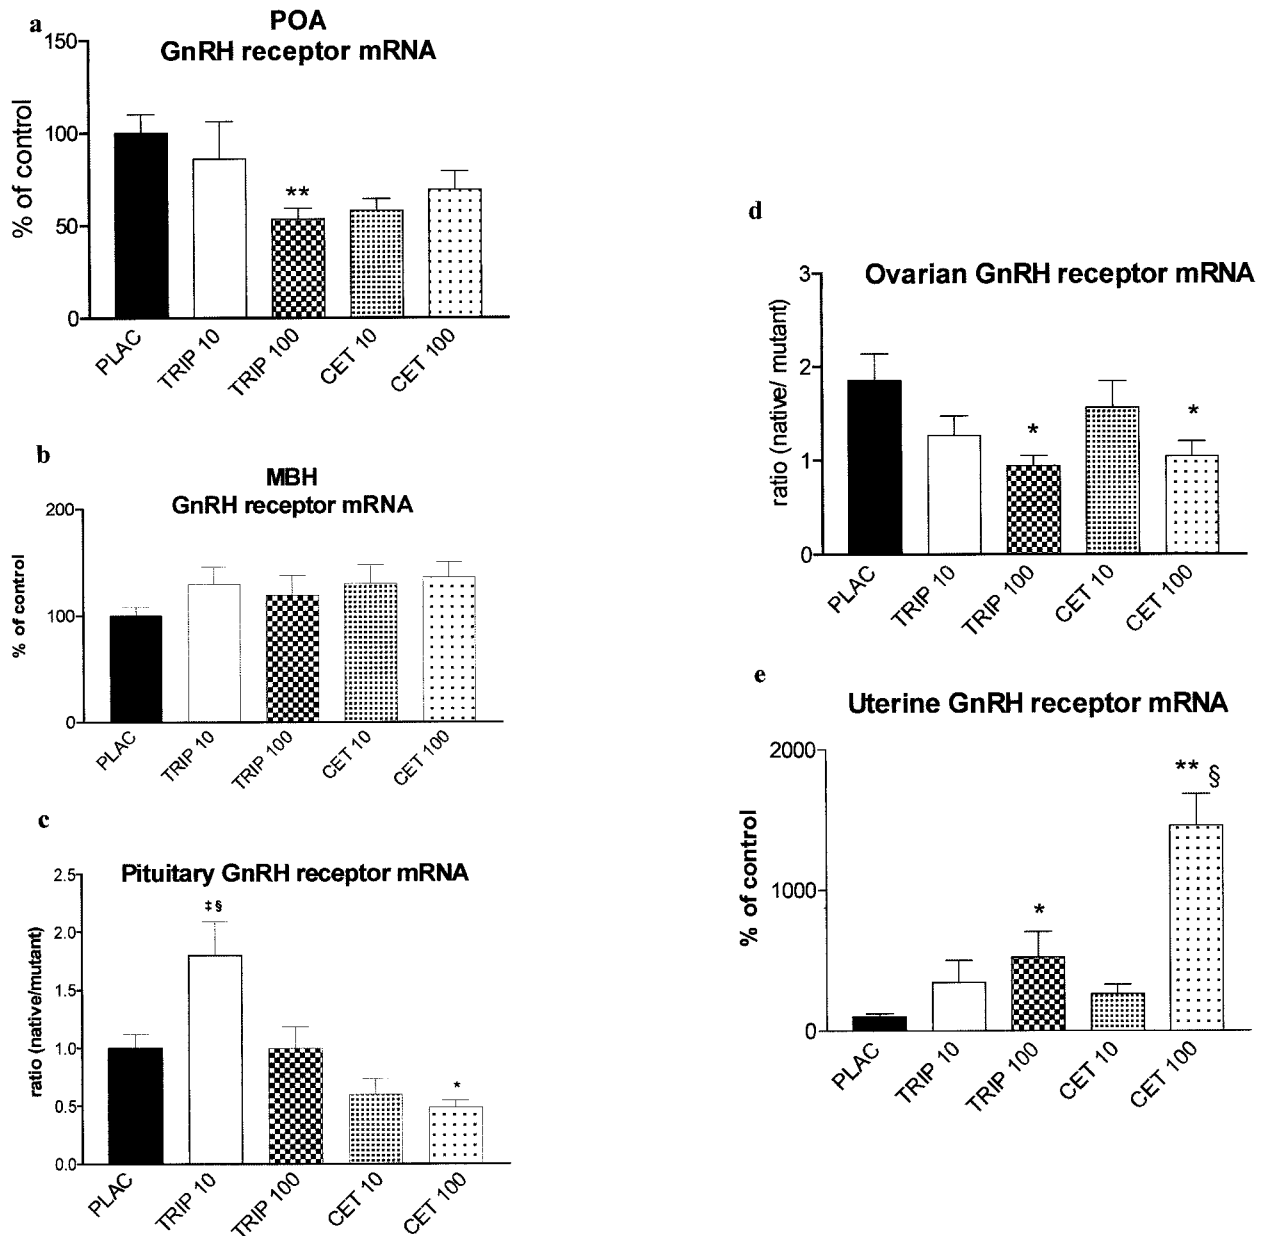 a
POA
GnRH receptor mRNA
150
100
50
0
% of control
**
PLAC
TRIP 10
TRIP 100
CET 10
CET 100
b
MBH
GnRH receptor mRNA
200
100
0
% of control
PLAC
TRIP 10
TRIP 100
CET 10
CET 100
c
Pituitary GnRH receptor mRNA
2.5
2.0
1.5
1.0
0.5
0.0
ratio (native/mutant)
‡§
*
PLAC
TRIP 10
TRIP 100
CET 10
CET 100
d
Ovarian GnRH receptor mRNA
3
2
1
0
ratio (native/ mutant)
*
*
PLAC
TRIP 10
TRIP 100
CET 10
CET 100
e
Uterine GnRH receptor mRNA
2000
1000
0
% of control
*
** §
PLAC
TRIP 10
TRIP 100
CET 10
CET 100